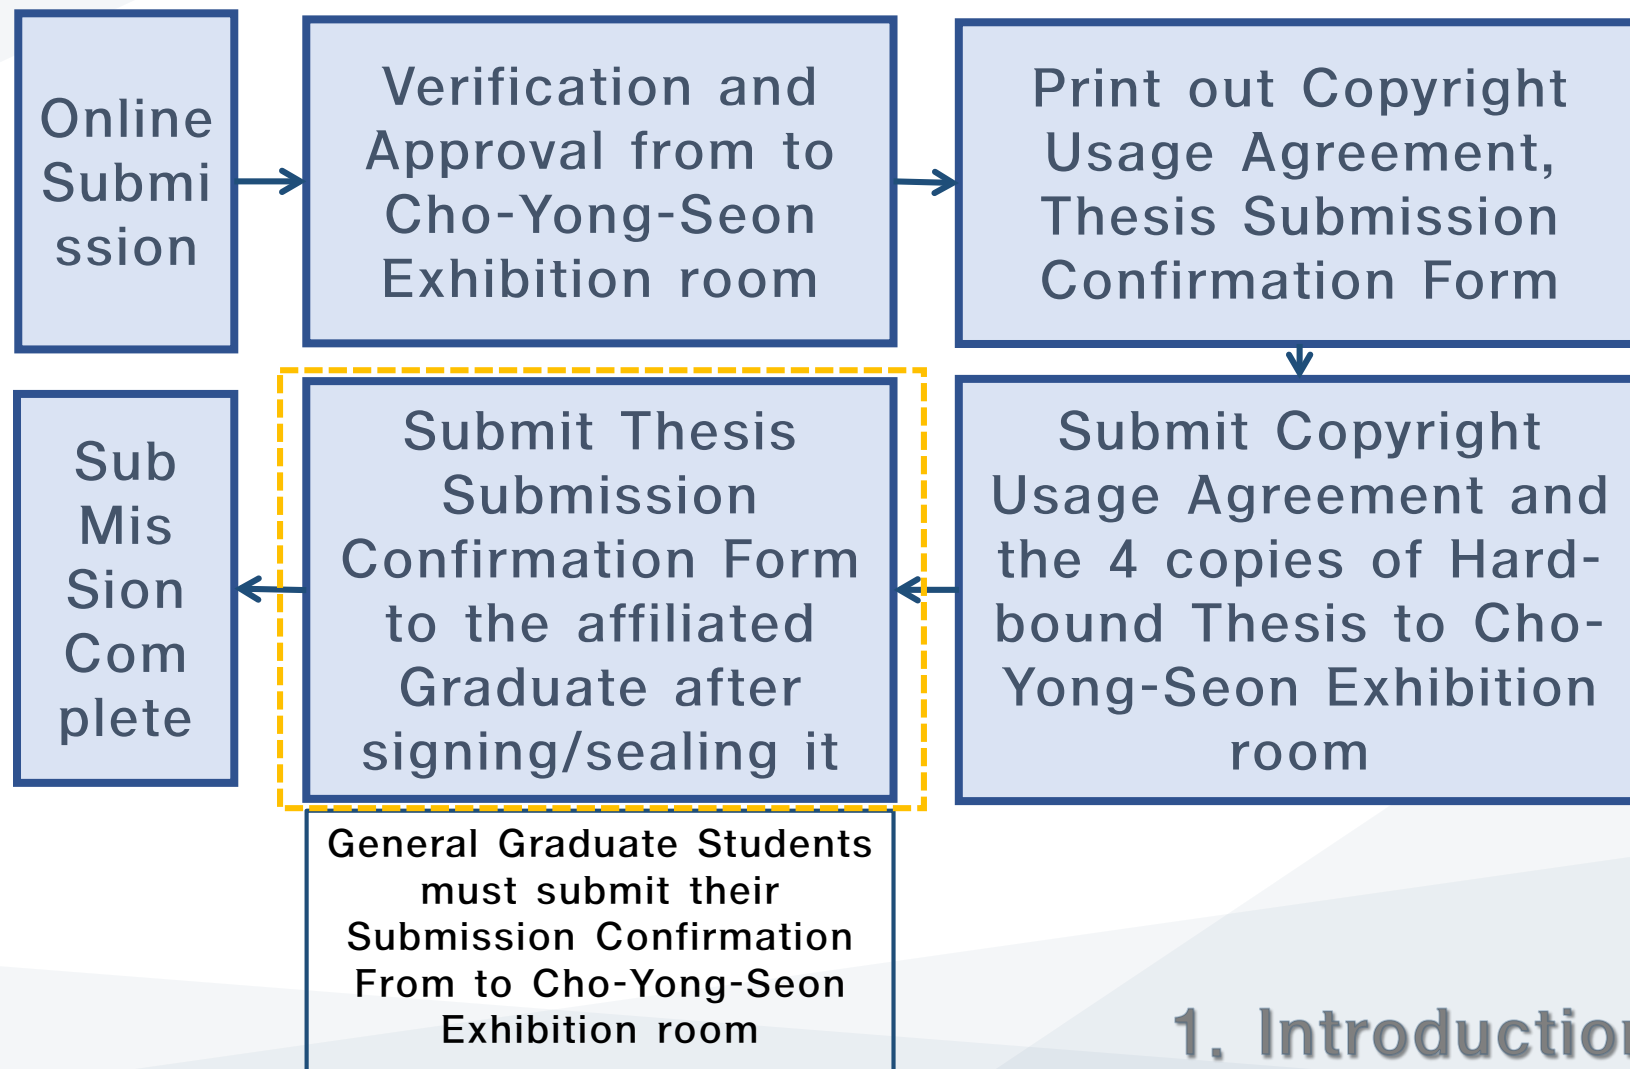 Online
Submi
ssion
Verification and
Approval from to
Cho-Yong-Seon
Exhibition room
Print out Copyright
Usage Agreement,
Thesis Submission
Confirmation Form
Submit Copyright
Usage Agreement and
the 4 copies of Hard-
bound Thesis to Cho-
Yong-Seon Exhibition
room
Submit Thesis
Submission
Confirmation Form
to the affiliated
Graduate after
signing/sealing it
General Graduate Students
must submit their
Submission Confirmation
From to Cho-Yong-Seon
Exhibition room
Sub
Mis
Sion
Com
plete
1. Introduction